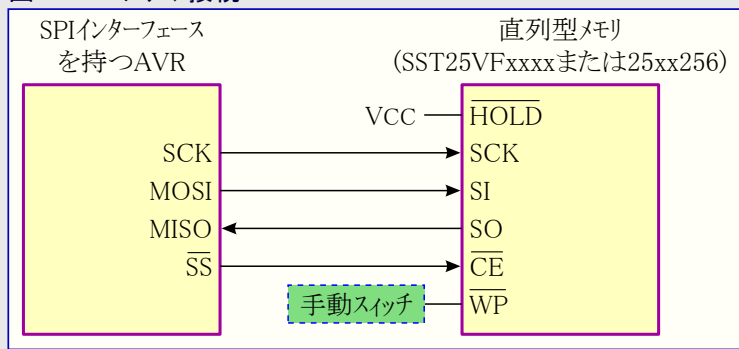 SPIインターフェース
を持つAVR
直列型メモリ
(SST25VFxxxxまたは25xx256)
VCC
HOLD
SCK
SCK
MOSI
SI
MISO
SO
SS
CE
手動スイッチ
WP